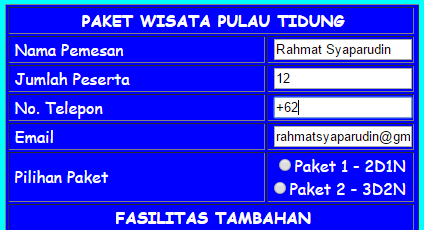 PAKET WISATA PULAU TIDUNG
Nama Pemesan Rahmat Syaparudin
Jumlah Peserta 12
No. Telepon +62
Email rahmatsyaparudin@gm
Pilihan Paket Paket 1 - 2D1N
Paket 2 - 3D2N
FASILITAS TAMBAHAN